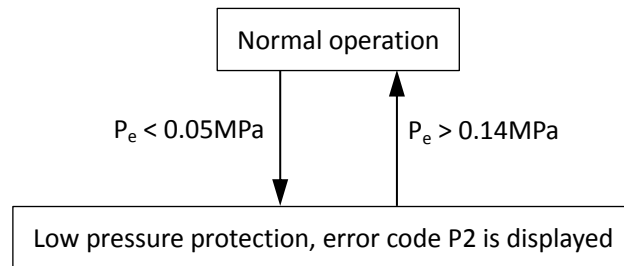 Normal operation
Pₑ < 0.05MPa
Pₑ > 0.14MPa
Low pressure protection, error code P2 is displayed